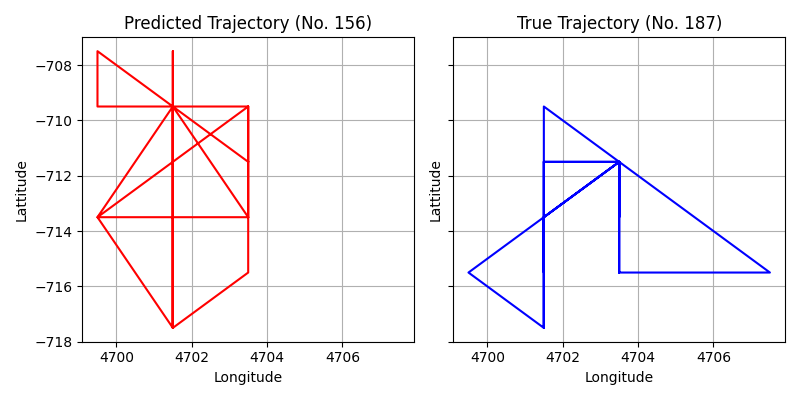 Predicted Trajectory (No. 156)
True Trajectory (No. 187)
−708
−710
−712
−714
−716
−718
Lattitude
Lattitude
4700
4702
4704
4706
4700
4702
4704
4706
Longitude
Longitude